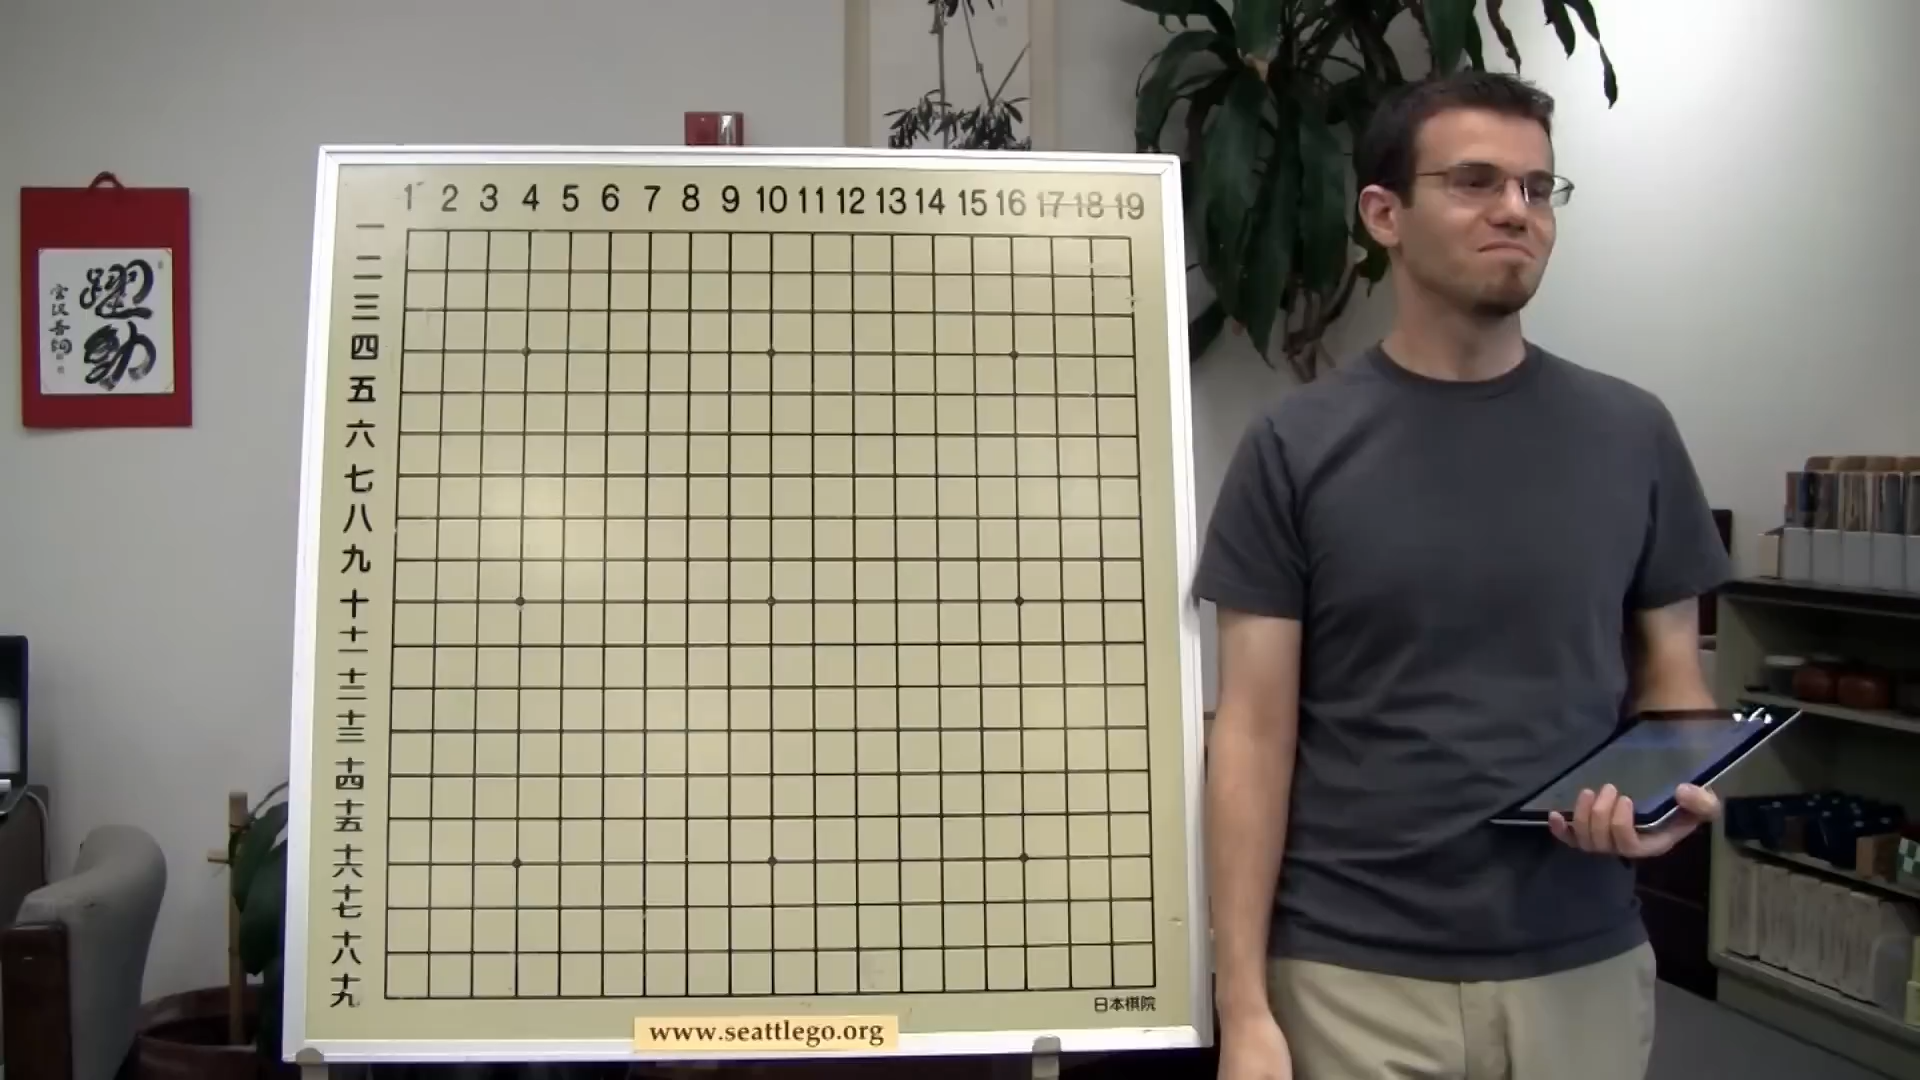 1 2 3 4 5 6 7 8 9 10 11 12 13 14 15 16 17 18 19
一
二
三
四
五
六
七
八
九
十
十一
十二
十三
十四
十五
十六
十七
十八
十九
日本棋院
www.seattlego.org